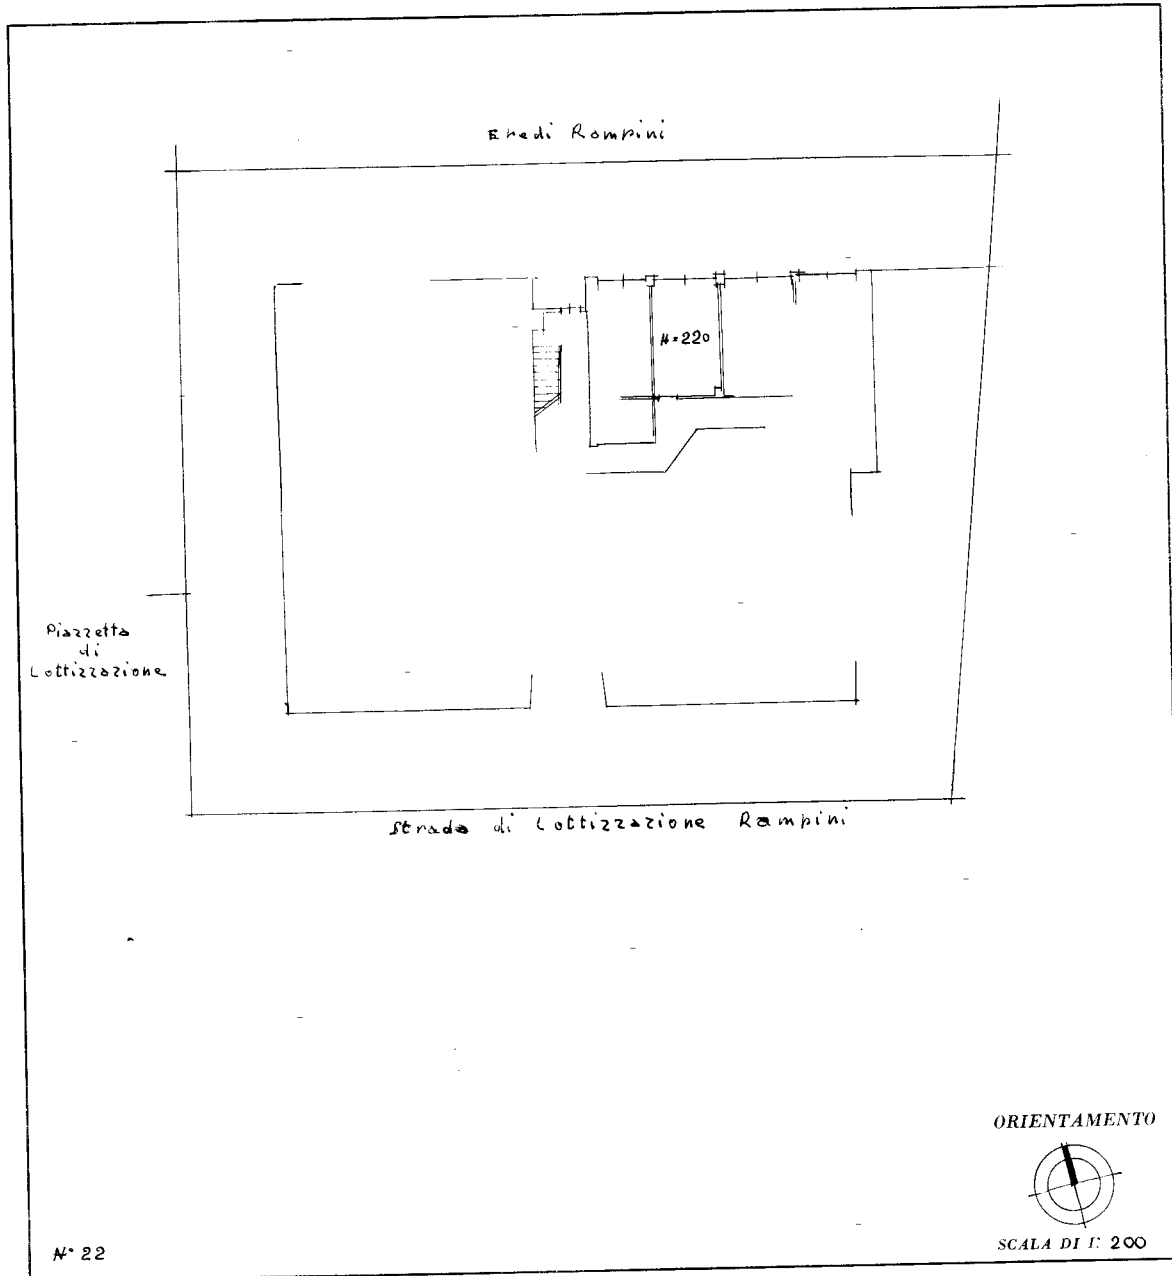 Eredi Rampini
H=220
Piazzetta
di
Lottizzazione
Strada di Lottizzazione Rampini
ORIENTAMENTO
SCALA DI 1: 200
N° 22